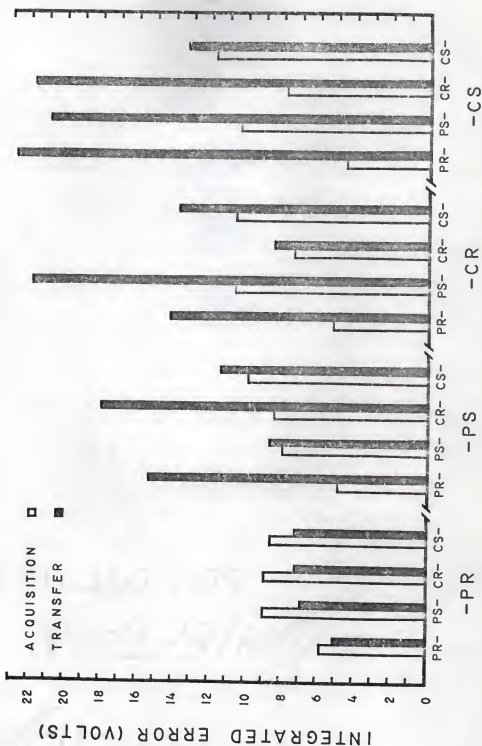 ACQUISITION
TRANSFER
INTEGRATED ERROR (VOLTS)
22
20
18
16
14
12
10
8
6
4
2
0
PR- PS- CR- CS- PR- PS- CR- CS- PR- PS- CR- CS- PR- PS- CR- CS-
-PR -PS -CR -CS